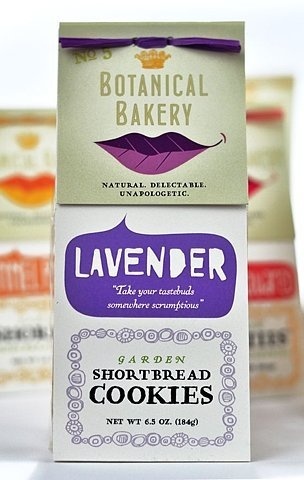 No 5
BOTANICAL
BAKERY
NATURAL. DELECTABLE.
UNAPOLOGETIC.
LAVENDER
"Take your tastebuds
somewhere scrumptious"
GARDEN
SHORTBREAD
COOKIES
NET WT 6.5 OZ. (184g)